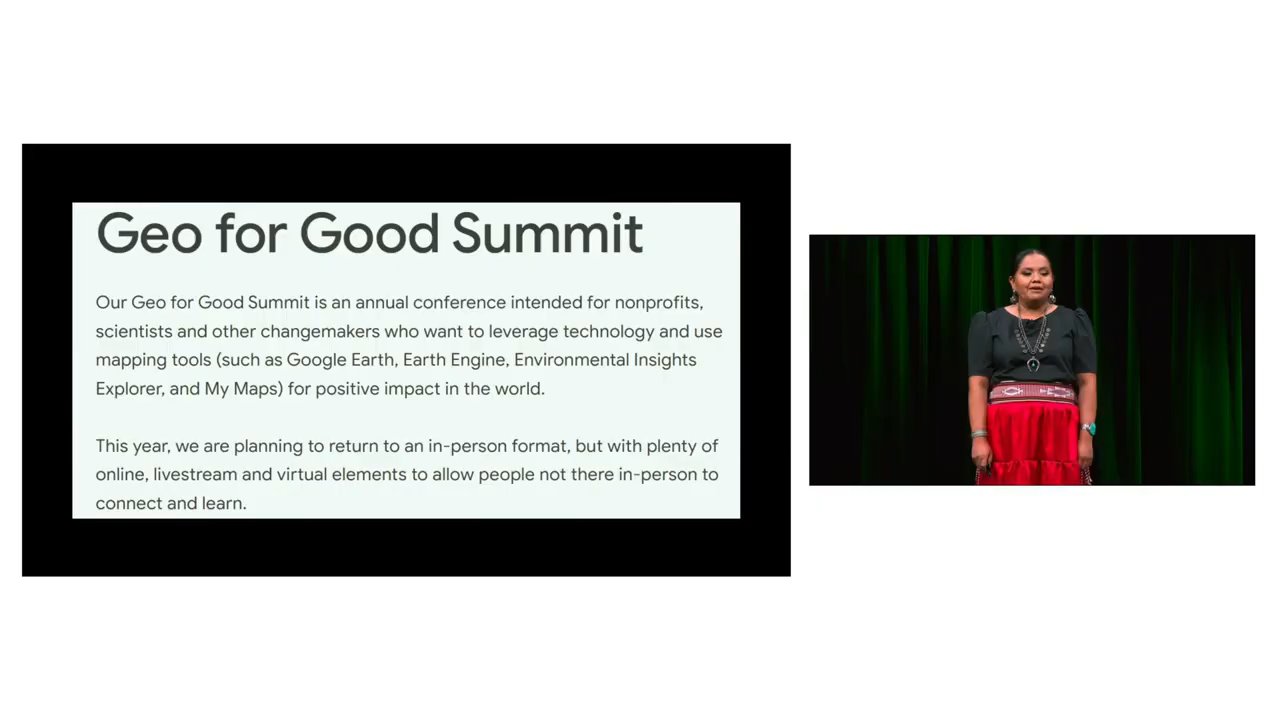 Geo for Good Summit
Our Geo for Good Summit is an annual conference intended for nonprofits,
scientists and other changemakers who want to leverage technology and use
mapping tools (such as Google Earth, Earth Engine, Environmental Insights
Explorer, and My Maps) for positive impact in the world.
This year, we are planning to return to an in-person format, but with plenty of
online, livestream and virtual elements to allow people not there in-person to
connect and learn.